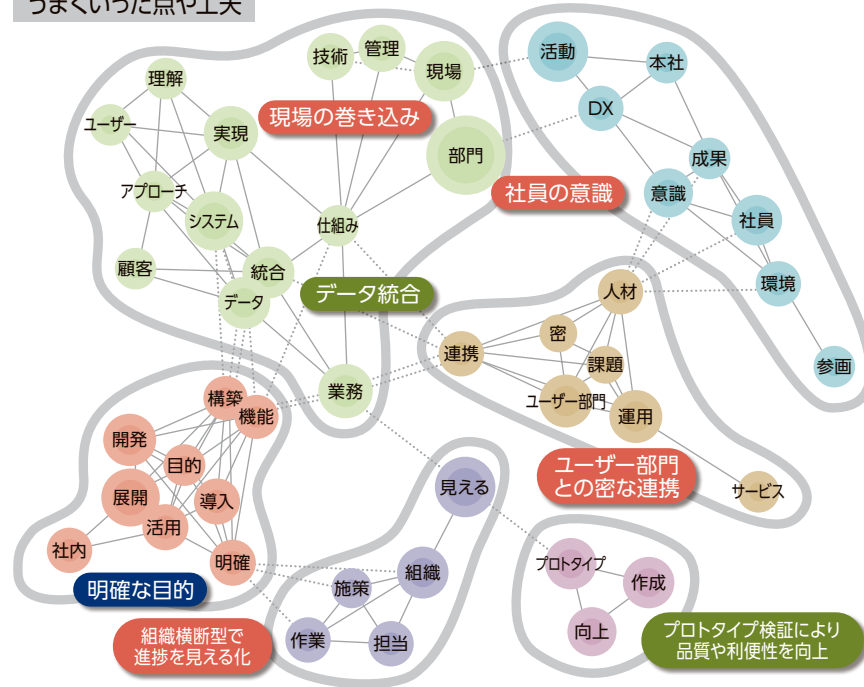 うまくいった点や工夫
技術
管理
現場
活動
本社
理解
DX
ユーザー
実現
現場の巻き込み
部門
成果
アプローチ
社員の意識
意識
システム
仕組み
社員
顧客
統合
データ
データ統合
人材
環境
密
連携
課題
参画
業務
ユーザー部門
運用
構築
機能
開発
目的
ユーザー部門
との密な連携
展開
導入
見える
サービス
活用
社内
明確
プロトタイプ
組織
作成
明確な目的
施策
組織横断型で
進捗を見える化
作業
担当
向上
プロトタイプ検証により
品質や利便性を向上